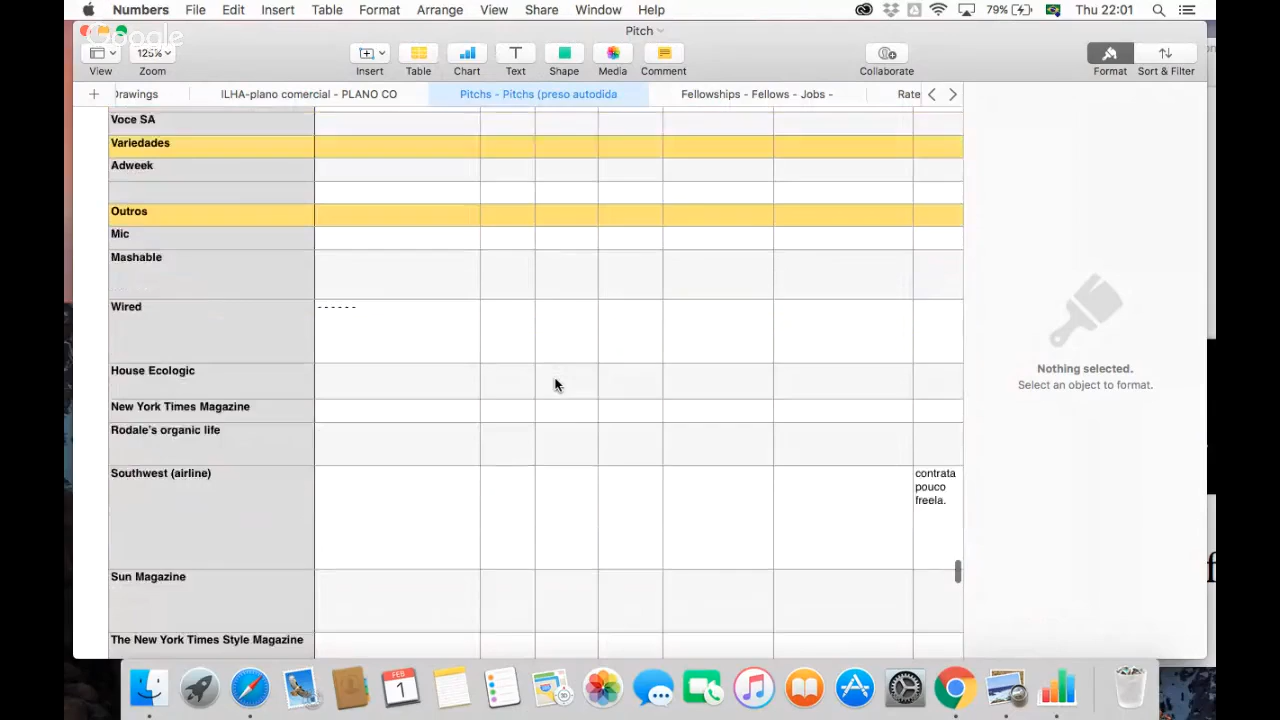 Numbers File Edit Insert Table Format Arrange View Share Window Help 79% Thu 22:01
Google
Pitch
125%
View Zoom Insert Table Chart Text Shape Media Comment Collaborate Format Sort & Filter
Drawings ILHA-plano comercial - PLANO CO Pitchs - Pitchs (preso autodida Fellowships - Fellows - Jobs - Rate
Voce SA
Variedades
Adweek
Outros
Mic
Mashable
Wired ------
House Ecologic
New York Times Magazine
Rodale's organic life
Southwest (airline) contrata
pouco
freela.
Sun Magazine
The New York Times Style Magazine
Nothing selected.
Select an object to format.
FEB
1